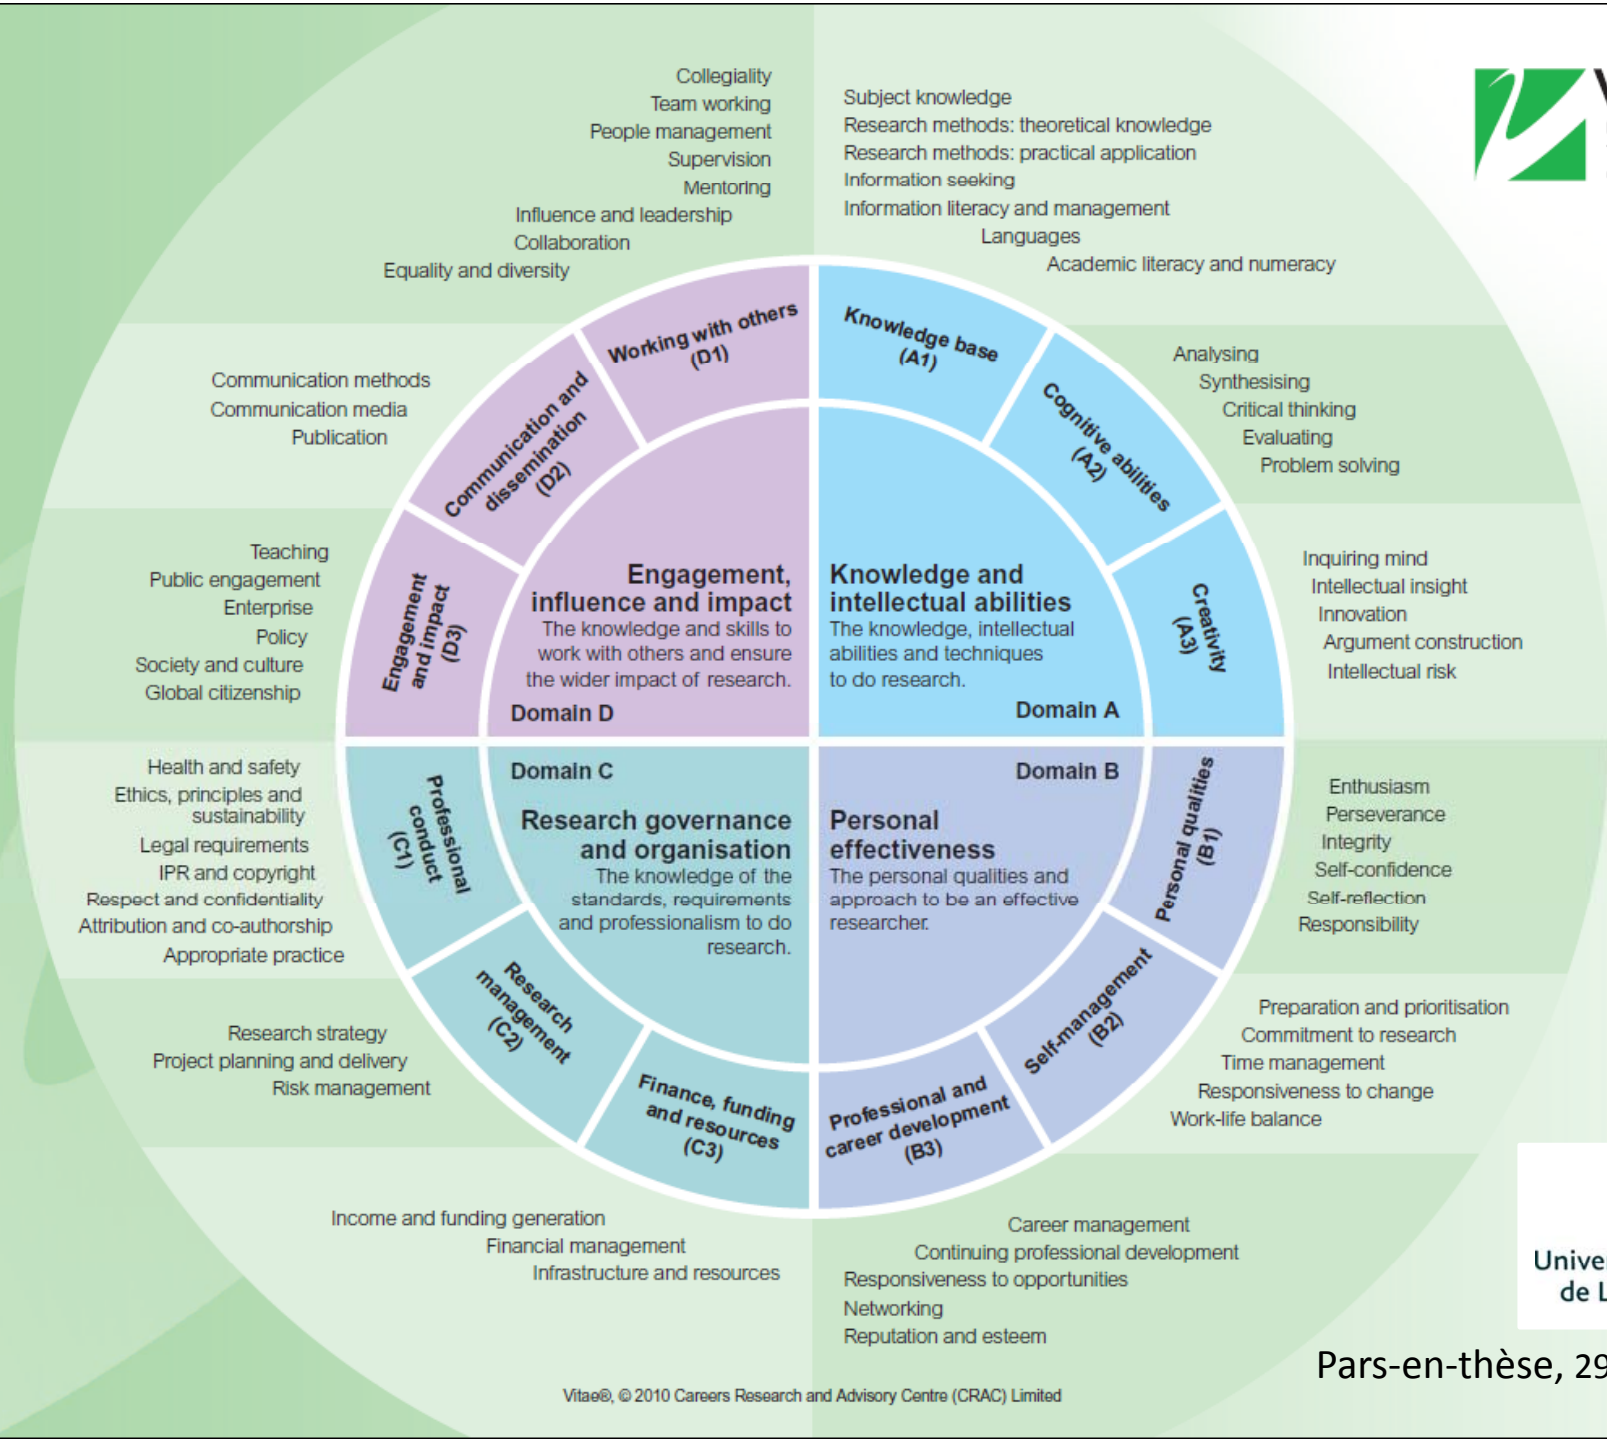 Collegiality
Team working
People management
Supervision
Mentoring
Influence and leadership
Collaboration
Equality and diversity
Subject knowledge
Research methods: theoretical knowledge
Research methods: practical application
Information seeking
Information literacy and management
Languages
Academic literacy and numeracy
Working with others
(D1)
Knowledge base
(A1)
Communication methods
Communication media
Publication
Communication and
dissemination
(D2)
Cognitive abilities
(A2)
Analysing
Synthesising
Critical thinking
Evaluating
Problem solving
Teaching
Public engagement
Enterprise
Policy
Society and culture
Global citizenship
Engagement
and impact
(D3)
Engagement,
influence and impact
The knowledge and skills to
work with others and ensure
the wider impact of research.
Domain D
Knowledge and
intellectual abilities
The knowledge, intellectual
abilities and techniques
to do research.
Domain A
Creativity
(A3)
Inquiring mind
Intellectual insight
Innovation
Argument construction
Intellectual risk
Health and safety
Ethics, principles and
sustainability
Legal requirements
IPR and copyright
Respect and confidentiality
Attribution and co-authorship
Appropriate practice
Professional
conduct
(C1)
Domain C
Research governance
and organisation
The knowledge of the
standards, requirements
and professionalism to do
research.
Domain B
Personal
effectiveness
The personal qualities and
approach to be an effective
researcher.
Personal qualities
(B1)
Enthusiasm
Perseverance
Integrity
Self-confidence
Self-reflection
Responsibility
Research strategy
Project planning and delivery
Risk management
Research
management
(C2)
Self-management
(B2)
Preparation and prioritisation
Commitment to research
Time management
Responsiveness to change
Work-life balance
Finance, funding
and resources
(C3)
Professional and
career development
(B3)
Income and funding generation
Financial management
Infrastructure and resources
Career management
Continuing professional development
Responsiveness to opportunities
Networking
Reputation and esteem
de
Pars-en-thèse, 29
Vitae®, © 2010 Careers Research and Advisory Centre (CRAC) Limited